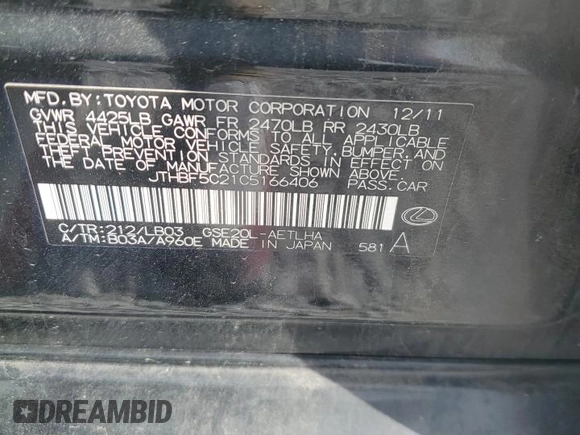 MFD.BY:TOYOTA MOTOR CORPORATION 12/11
GVWR 4425LB GAWR FR 2470LB RR 2430LB
THIS VEHICLE CONFORMS TO ALL APPLICABLE
FEDERAL MOTOR VEHICLE SAFETY,BUMPER,AND
THEFT PREVENTION STANDARDS IN EFFECT ON
THE DATE OF MANUFACTURE SHOWN ABOVE.
JTHBF5C21C5166406 PASS.CAR
C/TR:212/LB03 GSE20L-AETLHA
A/TM:B03A/A960E MADE IN JAPAN 581 A
DREAMBID